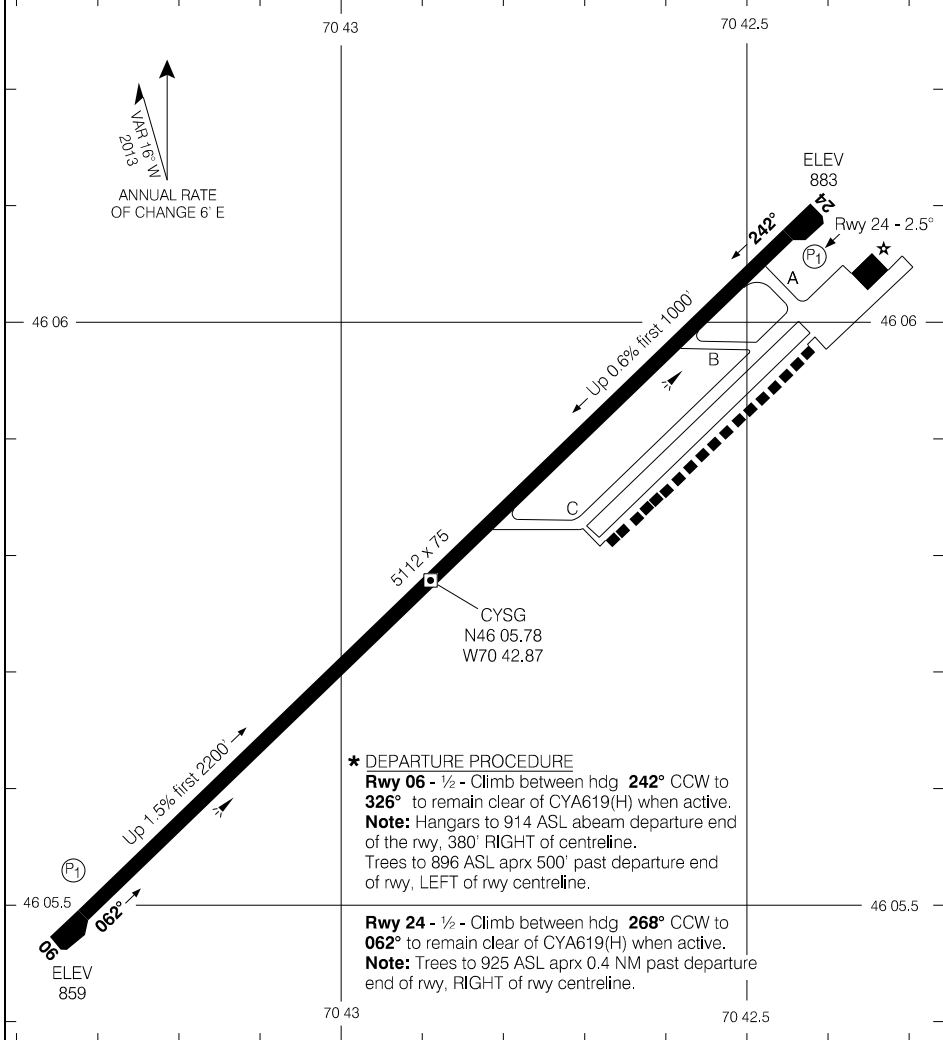 70 43
70 42.5
VAR 16° W
2013
ANNUAL RATE
OF CHANGE 6' E
ELEV
883
24
Rwy 24 - 2.5°
P1
242°
A
46 06
46 06
Up 0.6% first 1000'
B
C
5112 x 75
CYSG
N46 05.78
W70 42.87
Up 1.5% first 2200'
* DEPARTURE PROCEDURE
Rwy 06 - ½ - Climb between hdg 242° CCW to
326° to remain clear of CYA619(H) when active.
Note: Hangars to 914 ASL abeam departure end
of the rwy, 380' RIGHT of centreline.
Trees to 896 ASL aprx 500' past departure end
of rwy, LEFT of rwy centreline.
P1
062°
46 05.5
46 05.5
06
ELEV
859
Rwy 24 - ½ - Climb between hdg 268° CCW to
062° to remain clear of CYA619(H) when active.
Note: Trees to 925 ASL aprx 0.4 NM past departure
end of rwy, RIGHT of rwy centreline.
70 43
70 42.5